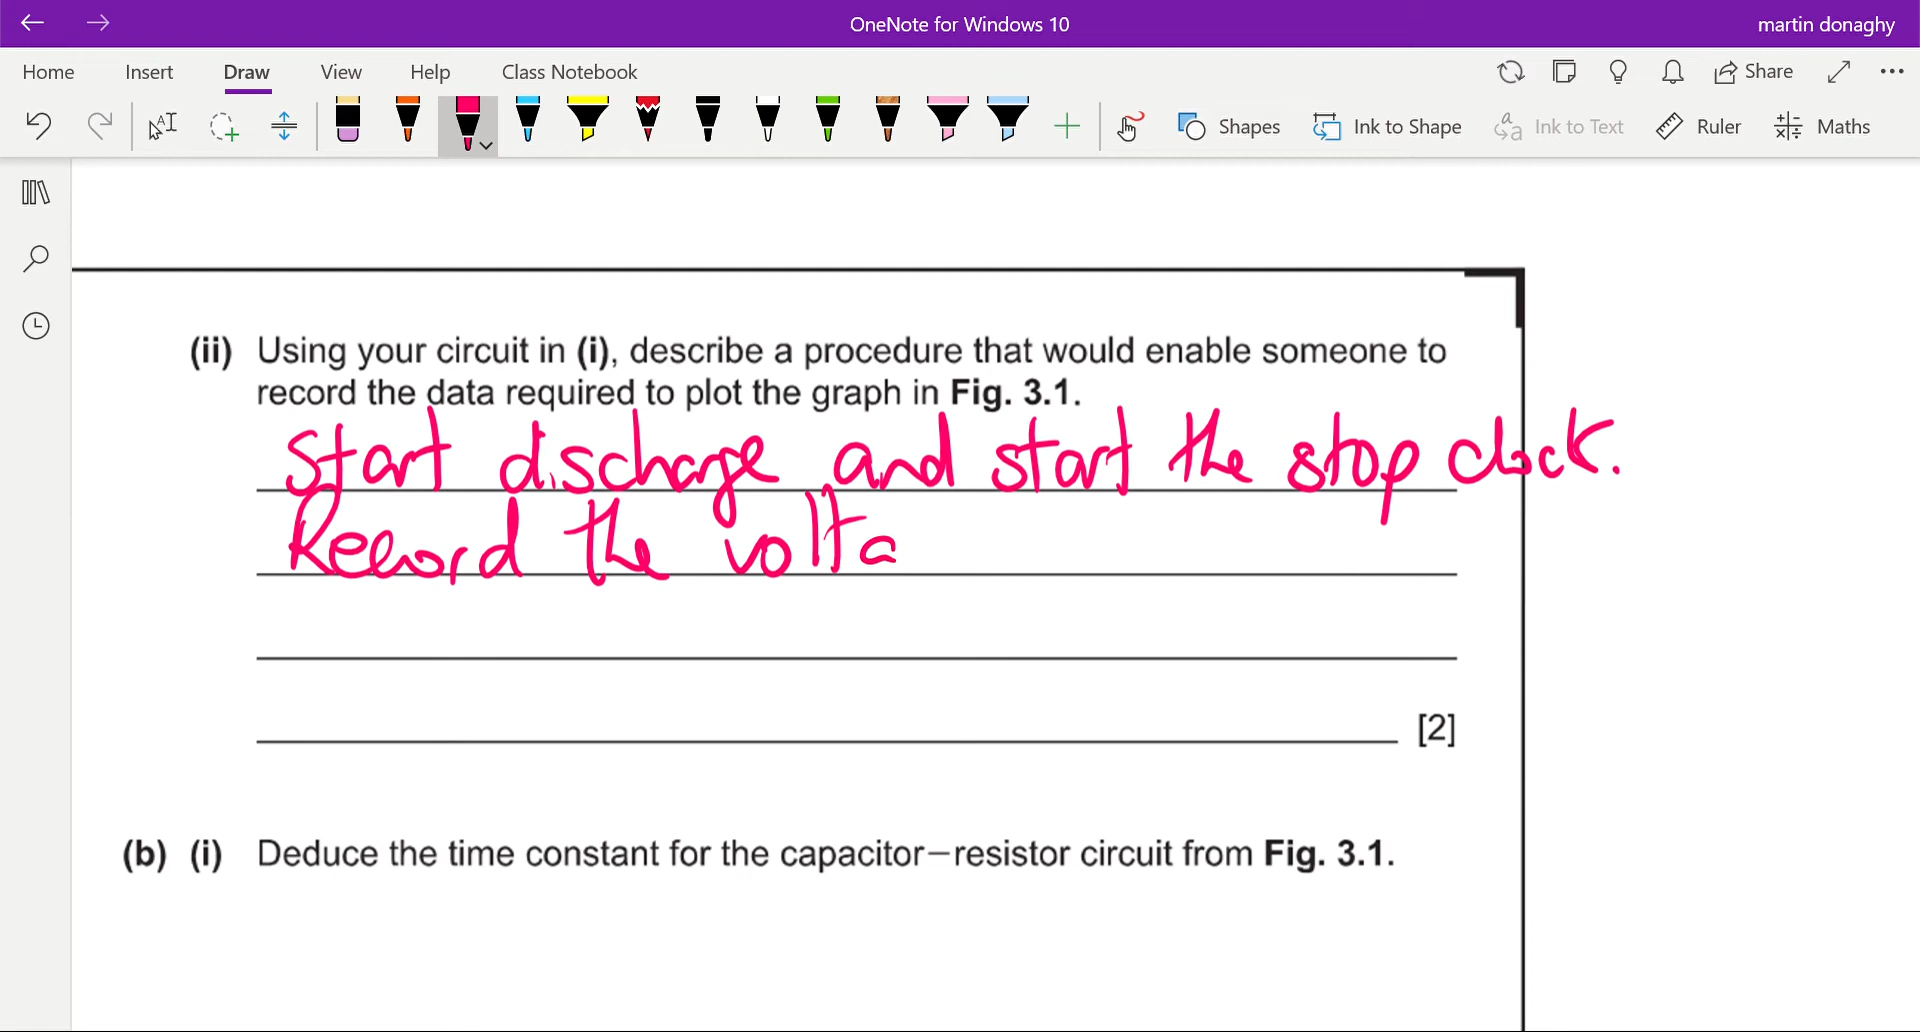 OneNote for Windows 10
martin donaghy
Home Insert Draw View Help Class Notebook Share
Shapes Ink to Shape Ink to Text Ruler Maths
(ii) Using your circuit in (i), describe a procedure that would enable someone to
record the data required to plot the graph in Fig. 3.1.
Start discharge and start the stop clock.
Record the volta
[2]
(b) (i) Deduce the time constant for the capacitor–resistor circuit from Fig. 3.1.